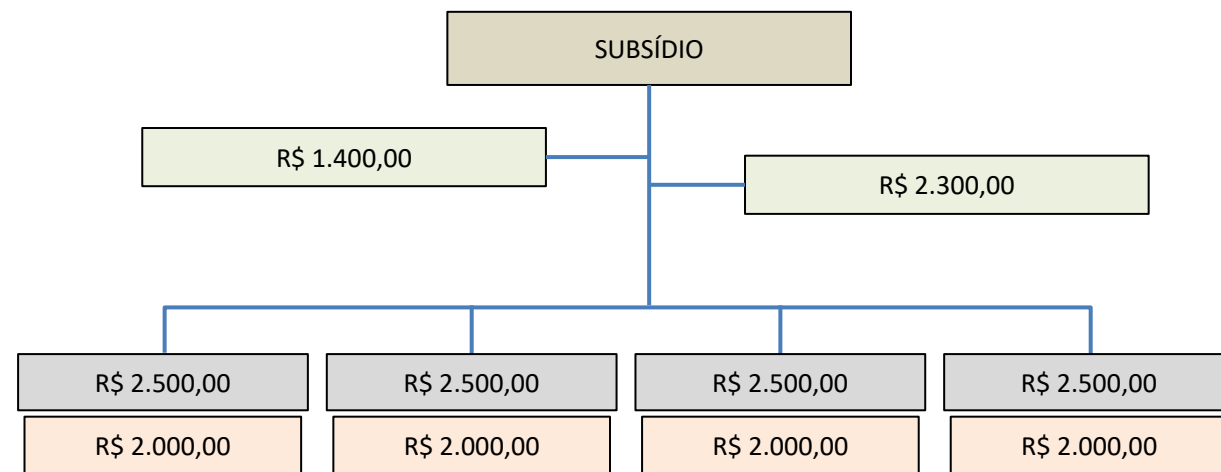 SUBSÍDIO
R$ 1.400,00
R$ 2.300,00
R$ 2.500,00
R$ 2.500,00
R$ 2.500,00
R$ 2.500,00
R$ 2.000,00
R$ 2.000,00
R$ 2.000,00
R$ 2.000,00